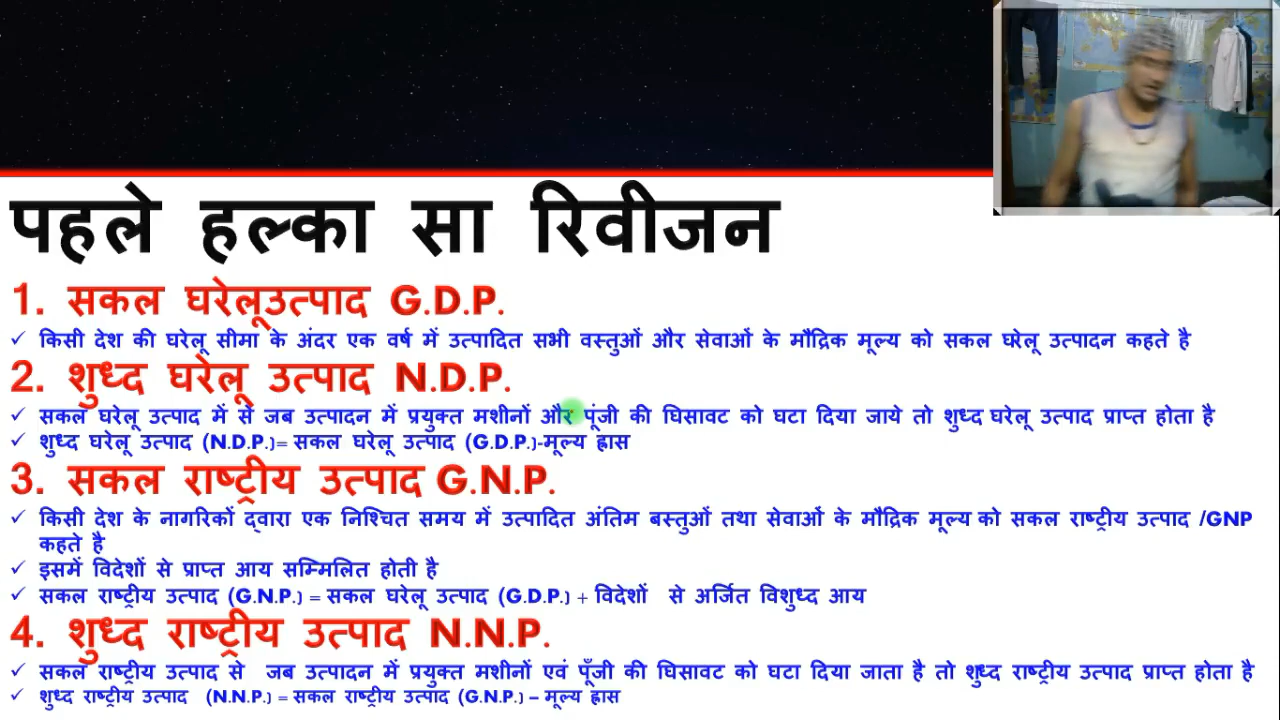 पहले हल्का सा रिवीजन
1. सकल घरेलूउत्पाद G.D.P.
✓ किसी देश की घरेलू सीमा के अंदर एक वर्ष में उत्पादित सभी वस्तुओं और सेवाओं के मौद्रिक मूल्य को सकल घरेलू उत्पादन कहते है
2. शुध्द घरेलू उत्पाद N.D.P.
✓ सकल घरेलू उत्पाद में से जब उत्पादन में प्रयुक्त मशीनों और पूंजी की घिसावट को घटा दिया जाये तो शुध्द घरेलू उत्पाद प्राप्त होता है
✓ शुध्द घरेलू उत्पाद (N.D.P.)= सकल घरेलू उत्पाद (G.D.P.)-मूल्य ह्रास
3. सकल राष्ट्रीय उत्पाद G.N.P.
✓ किसी देश के नागरिकों द्वारा एक निश्चित समय में उत्पादित अंतिम बस्तुओं तथा सेवाओं के मौद्रिक मूल्य को सकल राष्ट्रीय उत्पाद /GNP
कहते है
✓ इसमें विदेशों से प्राप्त आय सम्मिलित होती है
✓ सकल राष्ट्रीय उत्पाद (G.N.P.) = सकल घरेलू उत्पाद (G.D.P.) + विदेशों से अर्जित विशुध्द आय
4. शुध्द राष्ट्रीय उत्पाद N.N.P.
✓ सकल राष्ट्रीय उत्पाद से जब उत्पादन में प्रयुक्त मशीनों एवं पूँजी की घिसावट को घटा दिया जाता है तो शुध्द राष्ट्रीय उत्पाद प्राप्त होता है
✓ शुध्द राष्ट्रीय उत्पाद (N.N.P.) = सकल राष्ट्रीय उत्पाद (G.N.P.) – मूल्य ह्रास